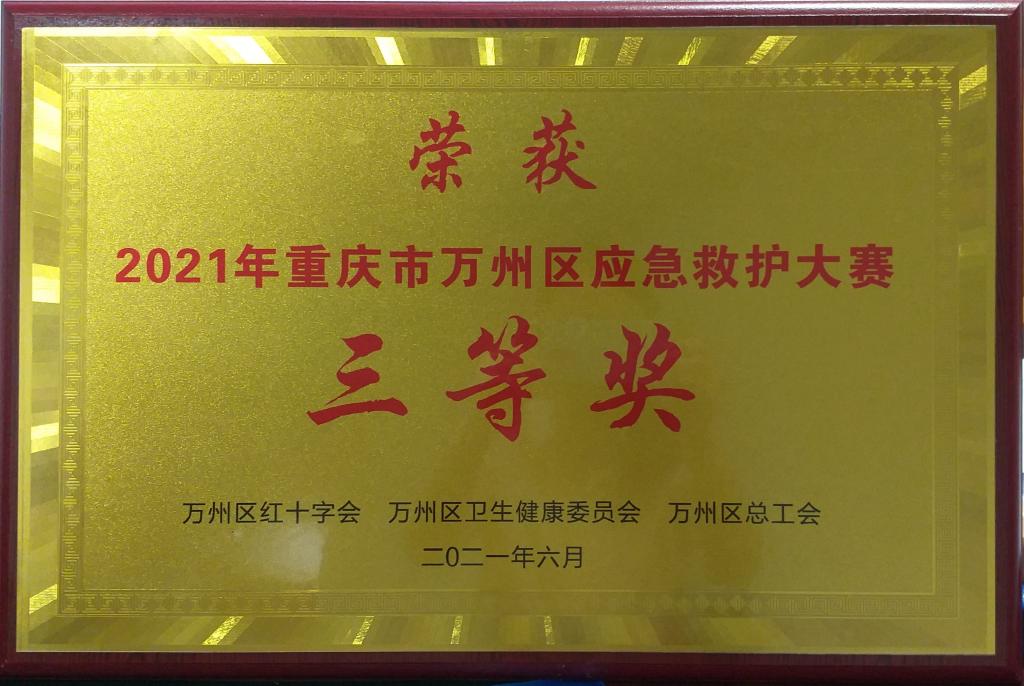 荣获
2021年重庆市万州区应急救护大赛
三等奖
万州区红十字会 万州区卫生健康委员会 万州区总工会
二0二一年六月